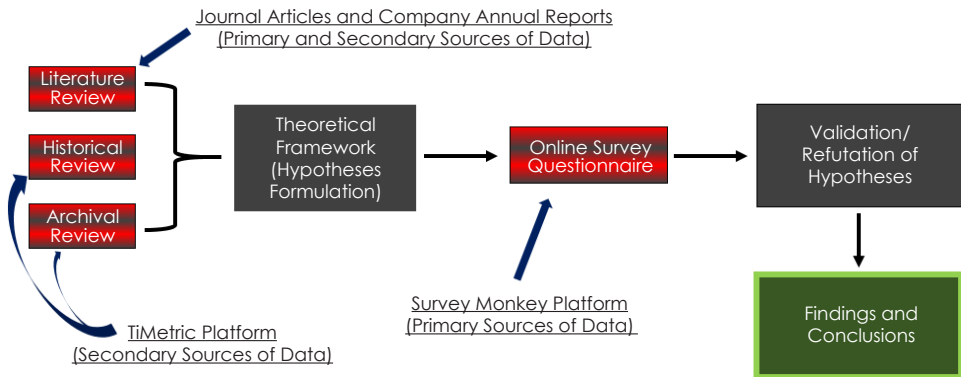 Journal Articles and Company Annual Reports
(Primary and Secondary Sources of Data)
Literature
Review
Historical
Review
Archival
Review
Theoretical
Framework
(Hypotheses
Formulation)
Online Survey
Questionnaire
Validation/
Refutation of
Hypotheses
Survey Monkey Platform
(Primary Sources of Data)
TiMetric Platform
(Secondary Sources of Data)
Findings and
Conclusions